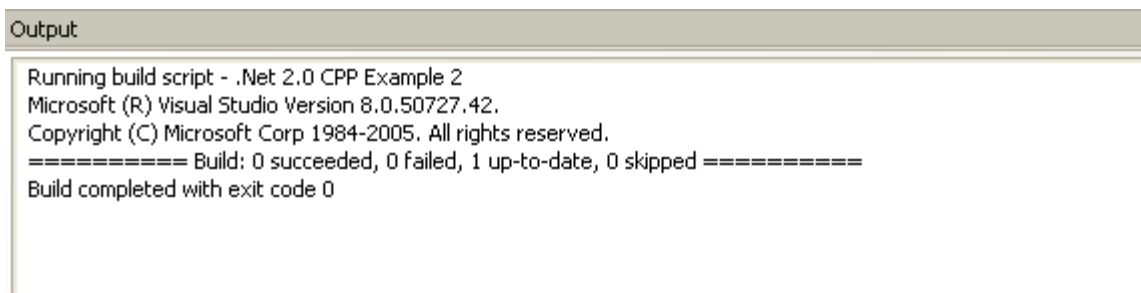 Output
Running build script - .Net 2.0 CPP Example 2
Microsoft (R) Visual Studio Version 8.0.50727.42.
Copyright (C) Microsoft Corp 1984-2005. All rights reserved.
========== Build: 0 succeeded, 0 failed, 1 up-to-date, 0 skipped ==========
Build completed with exit code 0